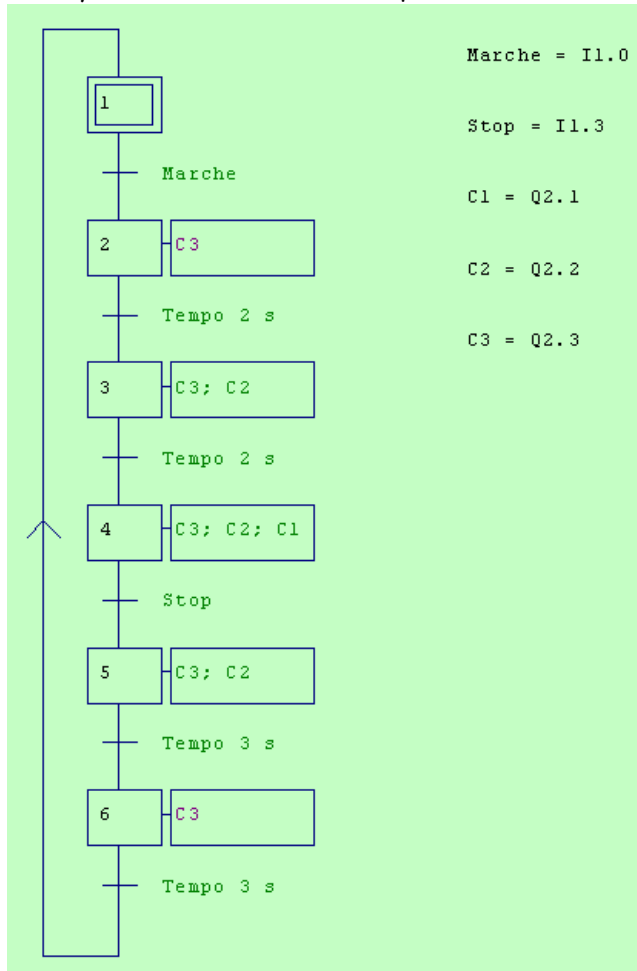 Marche = I1.0
1
Stop = I1.3
Marche
C1 = Q2.1
2 C3
C2 = Q2.2
Tempo 2 s
C3 = Q2.3
3 C3; C2
Tempo 2 s
4 C3; C2; C1
Stop
5 C3; C2
Tempo 3 s
6 C3
Tempo 3 s